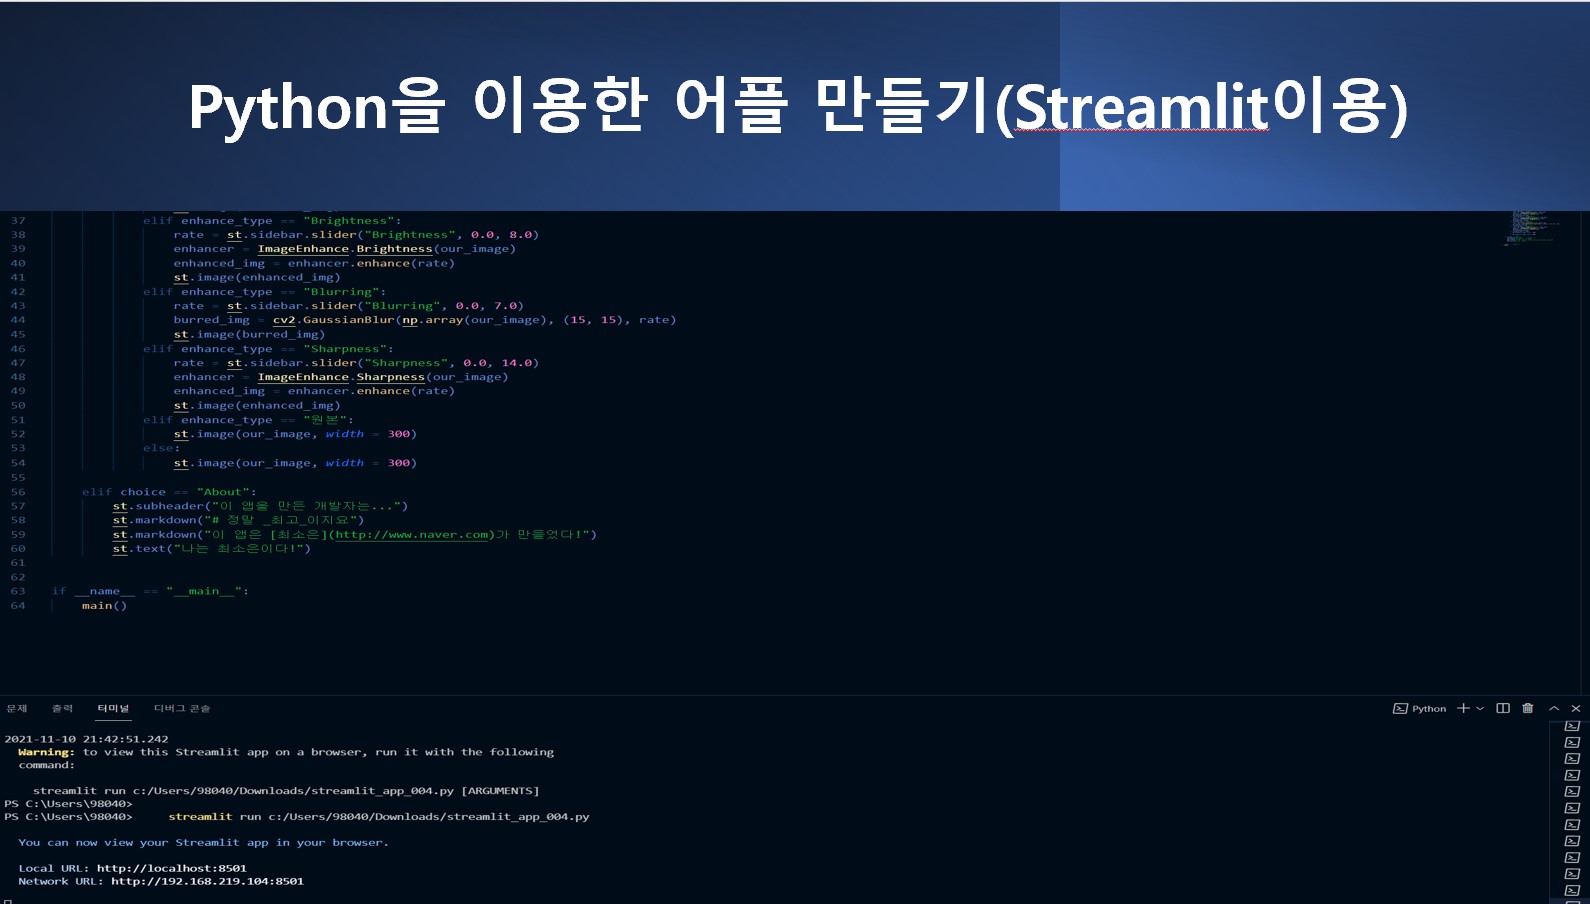 Python을 이용한 어플 만들기(Streamlit이용)
37 elif enhance_type == "Brightness":
38 rate = st.sidebar.slider("Brightness", 0.0, 8.0)
39 enhancer = ImageEnhance.Brightness(our_image)
40 enhanced_img = enhancer.enhance(rate)
41 st.image(enhanced_img)
42 elif enhance_type == "Blurring":
43 rate = st.sidebar.slider("Blurring", 0.0, 7.0)
44 burred_img = cv2.GaussianBlur(np.array(our_image), (15, 15), rate)
45 st.image(burred_img)
46 elif enhance_type == "Sharpness":
47 rate = st.sidebar.slider("Sharpness", 0.0, 14.0)
48 enhancer = ImageEnhance.Sharpness(our_image)
49 enhanced_img = enhancer.enhance(rate)
50 st.image(enhanced_img)
51 elif enhance_type == "원본":
52 st.image(our_image, width = 300)
53 else:
54 st.image(our_image, width = 300)
55
56 elif choice == "About":
57 st.subheader("이 앱을 만든 개발자는...")
58 st.markdown("# 정말 _최고_이지요")
59 st.markdown("이 앱은 [최소은](http://www.naver.com)가 만들었다!")
60 st.text("나는 최소은이다!")
61
62
63 if __name__ == "__main__":
64 main()
문제 출력 터미널 디버그 콘솔 Python
2021-11-10 21:42:51.242
Warning: to view this Streamlit app on a browser, run it with the following
command:
streamlit run c:/Users/98040/Downloads/streamlit_app_004.py [ARGUMENTS]
PS C:\Users\98040>
PS C:\Users\98040> streamlit run c:/Users/98040/Downloads/streamlit_app_004.py
You can now view your Streamlit app in your browser.
Local URL: http://localhost:8501
Network URL: http://192.168.219.104:8501